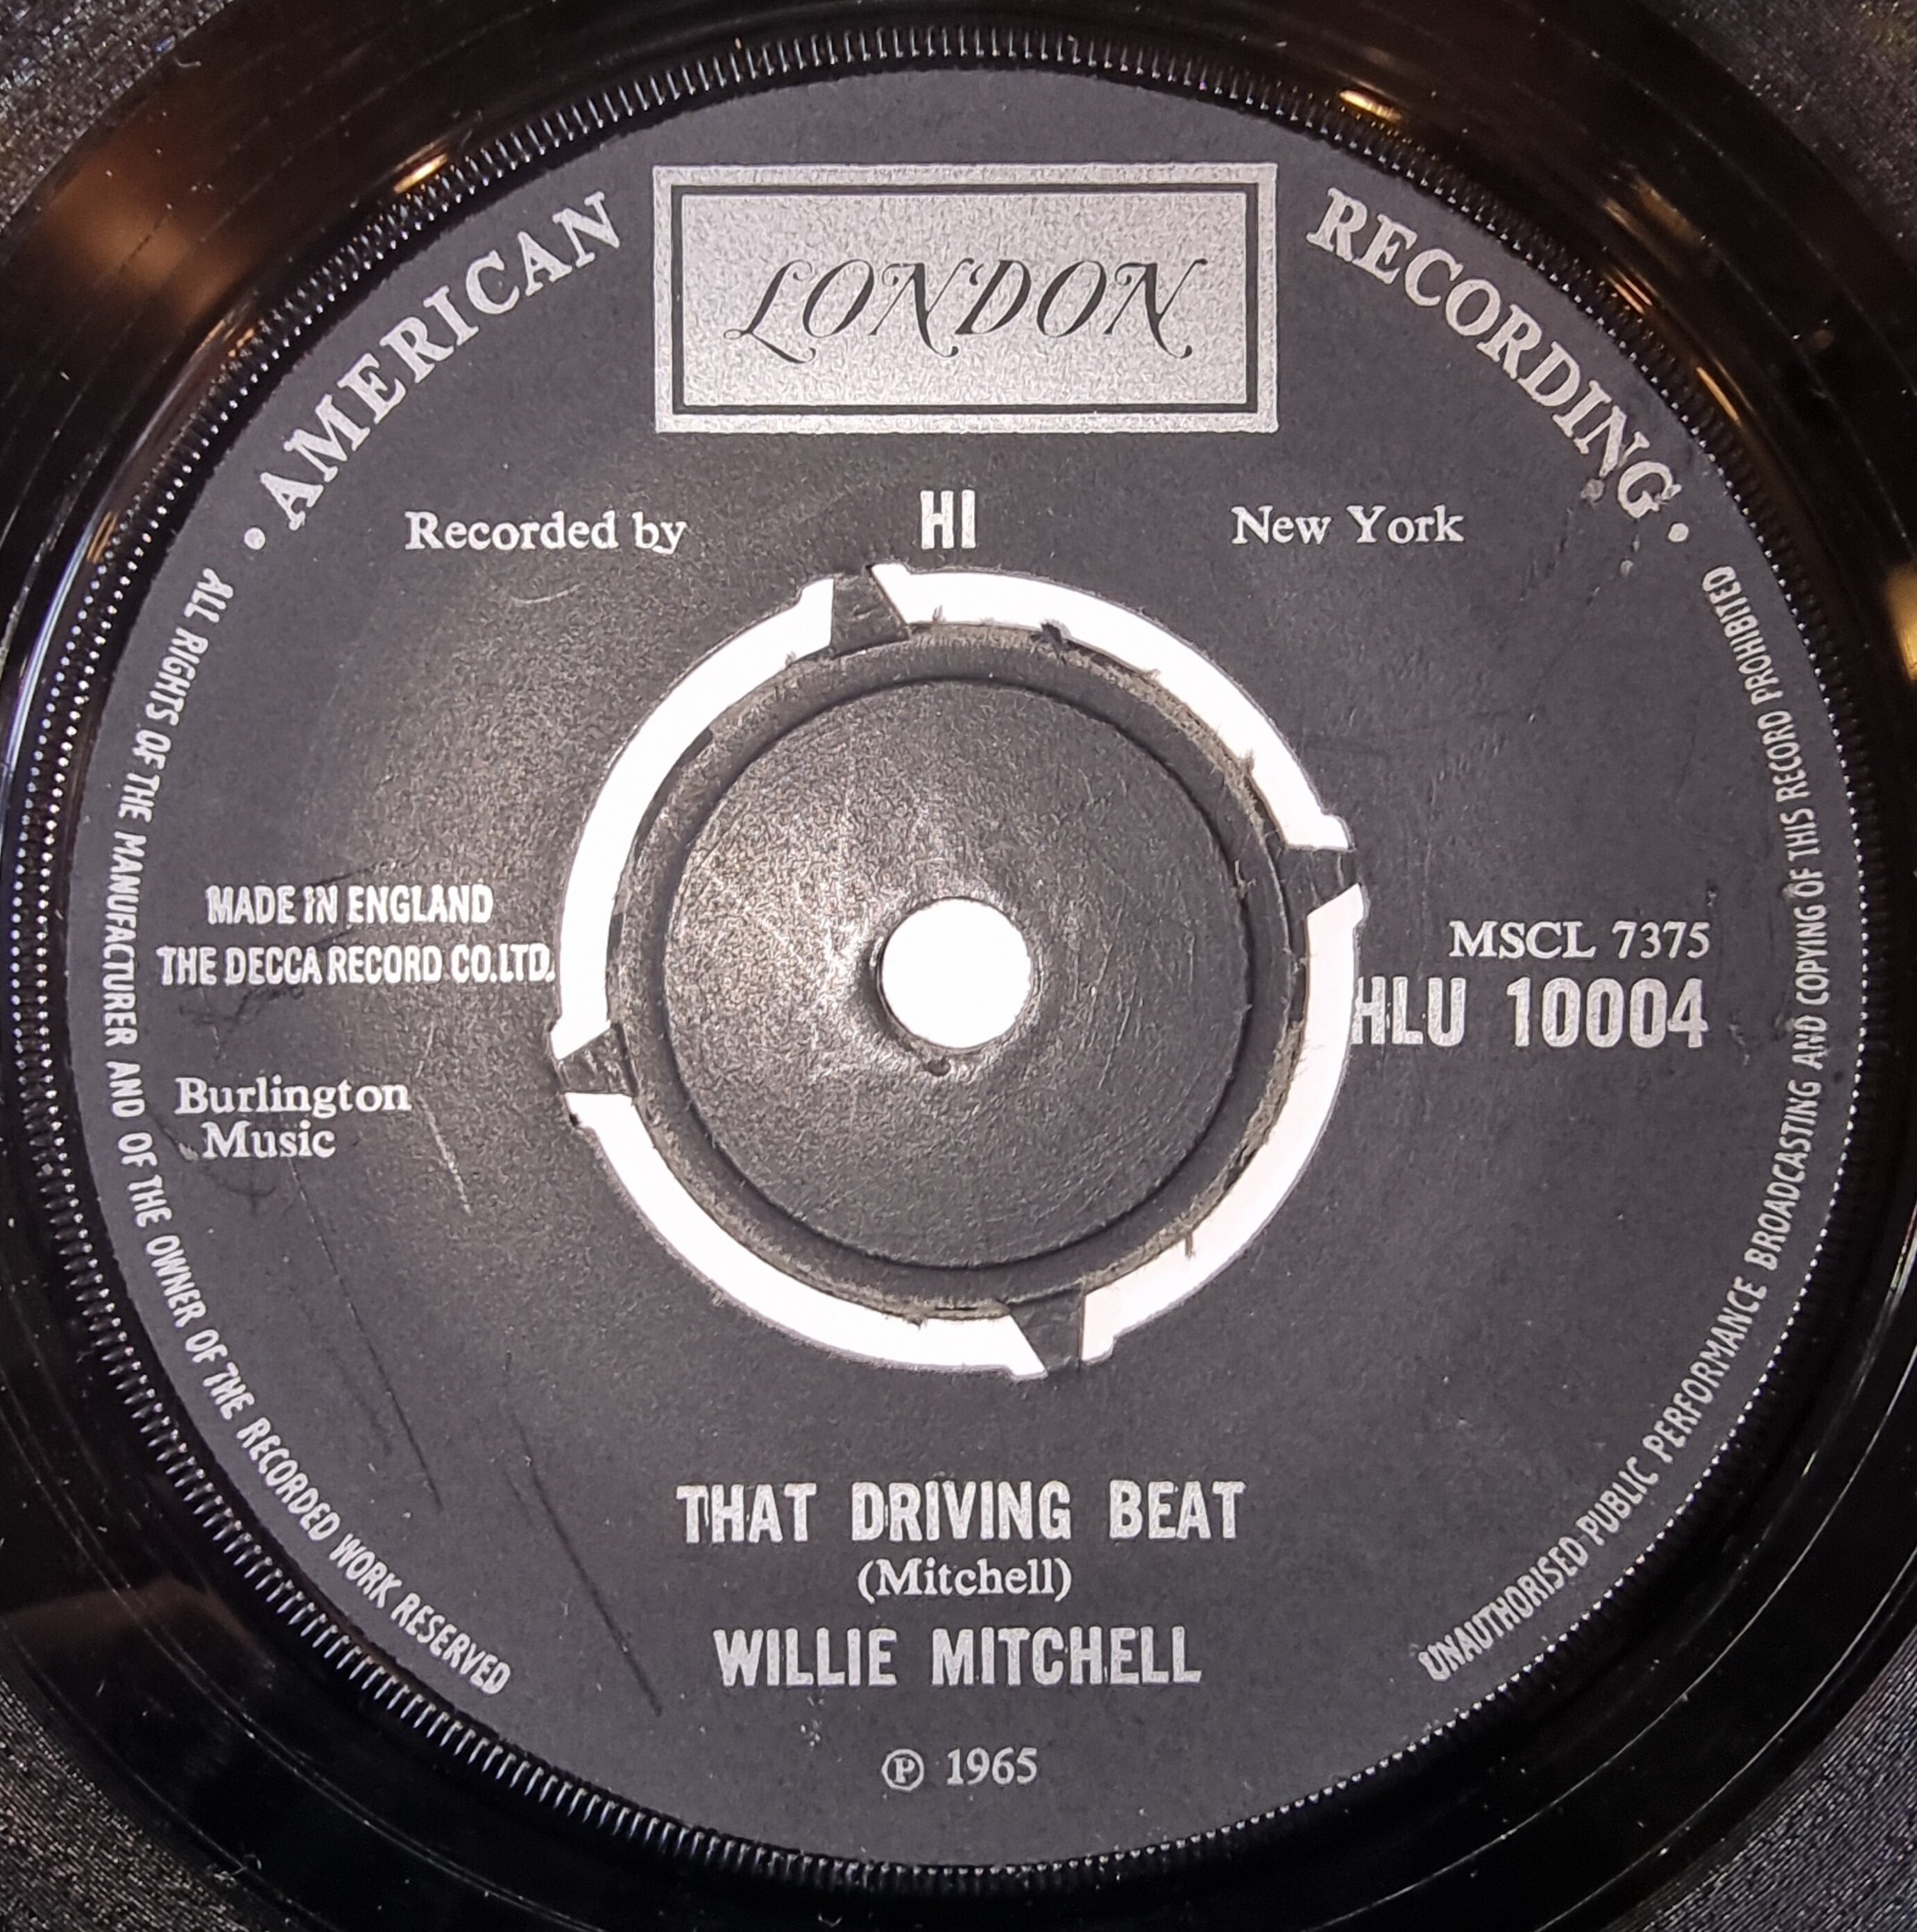 · AMERICAN RECORDING ·
LONDON
Recorded by HI New York
MADE IN ENGLAND
THE DECCA RECORD CO.LTD.
MSCL 7375
HLU 10004
Burlington
Music
THAT DRIVING BEAT
(Mitchell)
WILLIE MITCHELL
℗ 1965
ALL RIGHTS OF THE MANUFACTURER AND OF THE OWNER OF THE RECORDED WORK RESERVED
UNAUTHORISED PUBLIC PERFORMANCE BROADCASTING AND COPYING OF THIS RECORD PROHIBITED